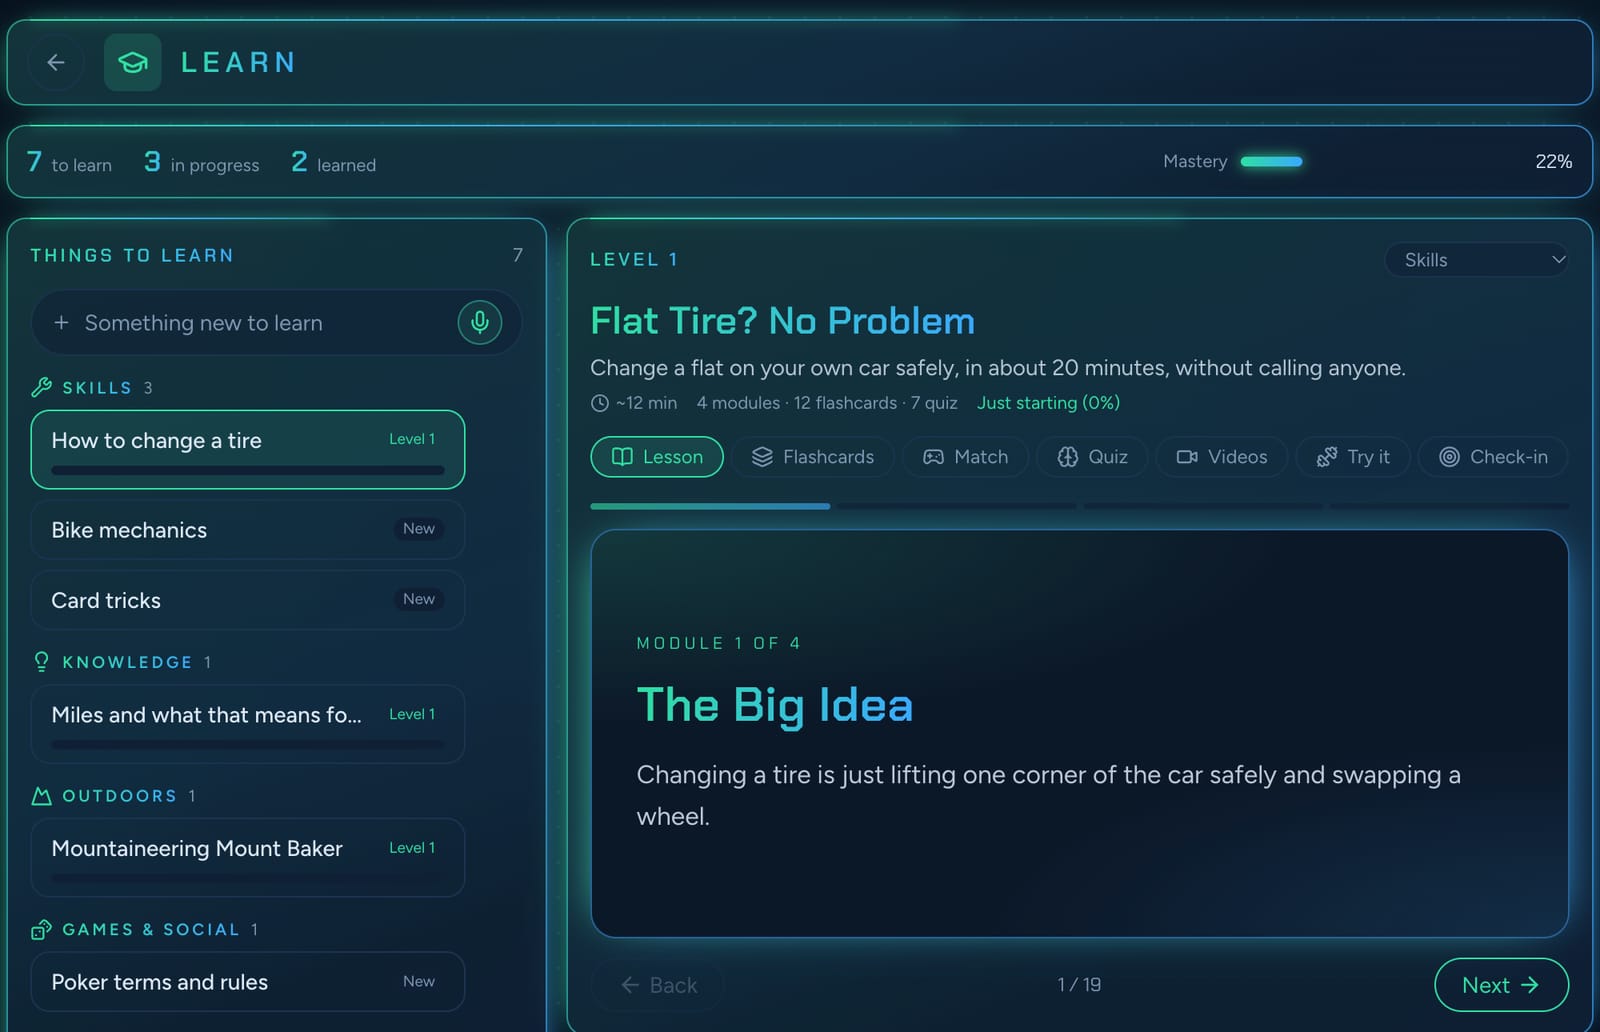 LEARN
7 to learn 3 in progress 2 learned
Mastery 22%
THINGS TO LEARN 7
Something new to learn
SKILLS 3
How to change a tire Level 1
Bike mechanics New
Card tricks New
KNOWLEDGE 1
Miles and what that means fo... Level 1
OUTDOORS 1
Mountaineering Mount Baker Level 1
GAMES & SOCIAL 1
Poker terms and rules New
LEVEL 1 Skills
Flat Tire? No Problem
Change a flat on your own car safely, in about 20 minutes, without calling anyone.
~12 min 4 modules · 12 flashcards · 7 quiz Just starting (0%)
Lesson Flashcards Match Quiz Videos Try it Check-in
MODULE 1 OF 4
The Big Idea
Changing a tire is just lifting one corner of the car safely and swapping a
wheel.
Back 1 / 19 Next